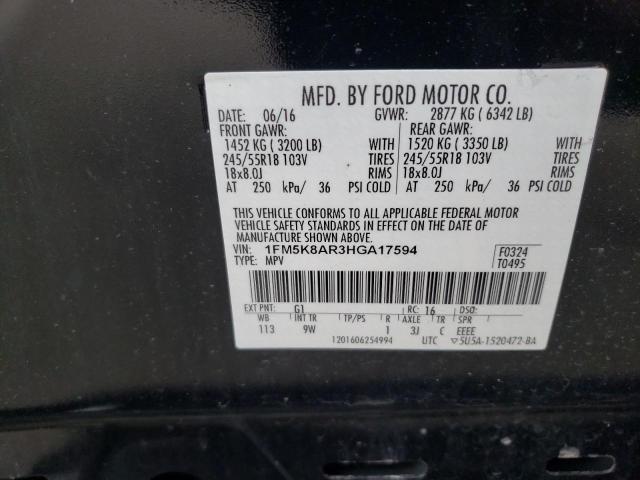 MFD. BY FORD MOTOR CO.
DATE: 06/16 GVWR: 2877 KG ( 6342 LB)
FRONT GAWR: REAR GAWR:
1452 KG ( 3200 LB) WITH 1520 KG ( 3350 LB) WITH
245/55R18 103V TIRES 245/55R18 103V TIRES
18x8.0J RIMS 18x8.0J RIMS
AT 250 kPa/ 36 PSI COLD AT 250 kPa/ 36 PSI COLD
THIS VEHICLE CONFORMS TO ALL APPLICABLE FEDERAL MOTOR
VEHICLE SAFETY STANDARDS IN EFFECT ON THE DATE OF
MANUFACTURE SHOWN ABOVE.
VIN: 1FM5K8AR3HGA17594 F0324
TYPE: MPV T0495
EXT PNT: G1 RC: 16 DSO:
WB INT TR TP/PS R AXLE TR SPR
113 9W 1 3J C EEEE
1201606254994 UTC ▽5U5A-1520472-BA